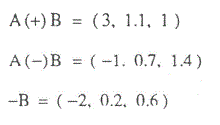 A (+) B = ( 3, 1.1, 1 )
A (−) B = ( −1. 0.7, 1.4 )
−B = ( −2, 0.2, 0.6 )